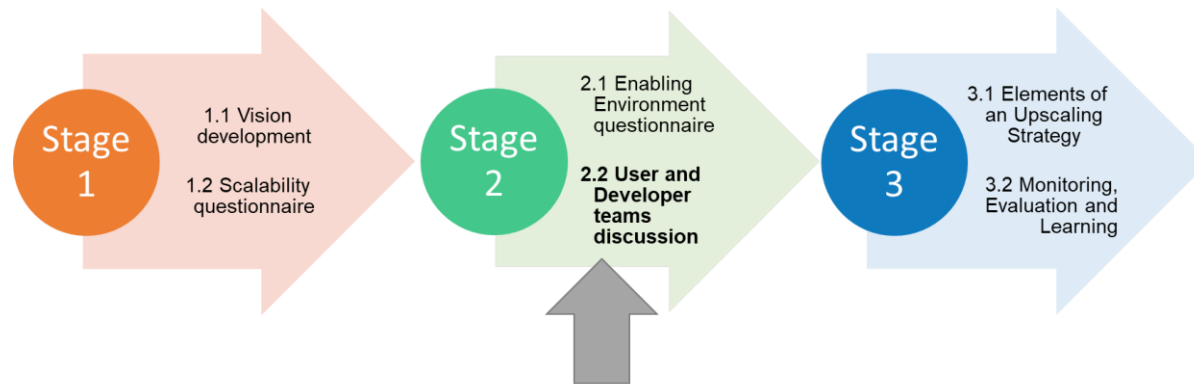 Stage
1
1.1 Vision
development
1.2 Scalability
questionnaire
Stage
2
2.1 Enabling
Environment
questionnaire
2.2 User and
Developer
teams
discussion
Stage
3
3.1 Elements of
an Upscaling
Strategy
3.2 Monitoring,
Evaluation and
Learning